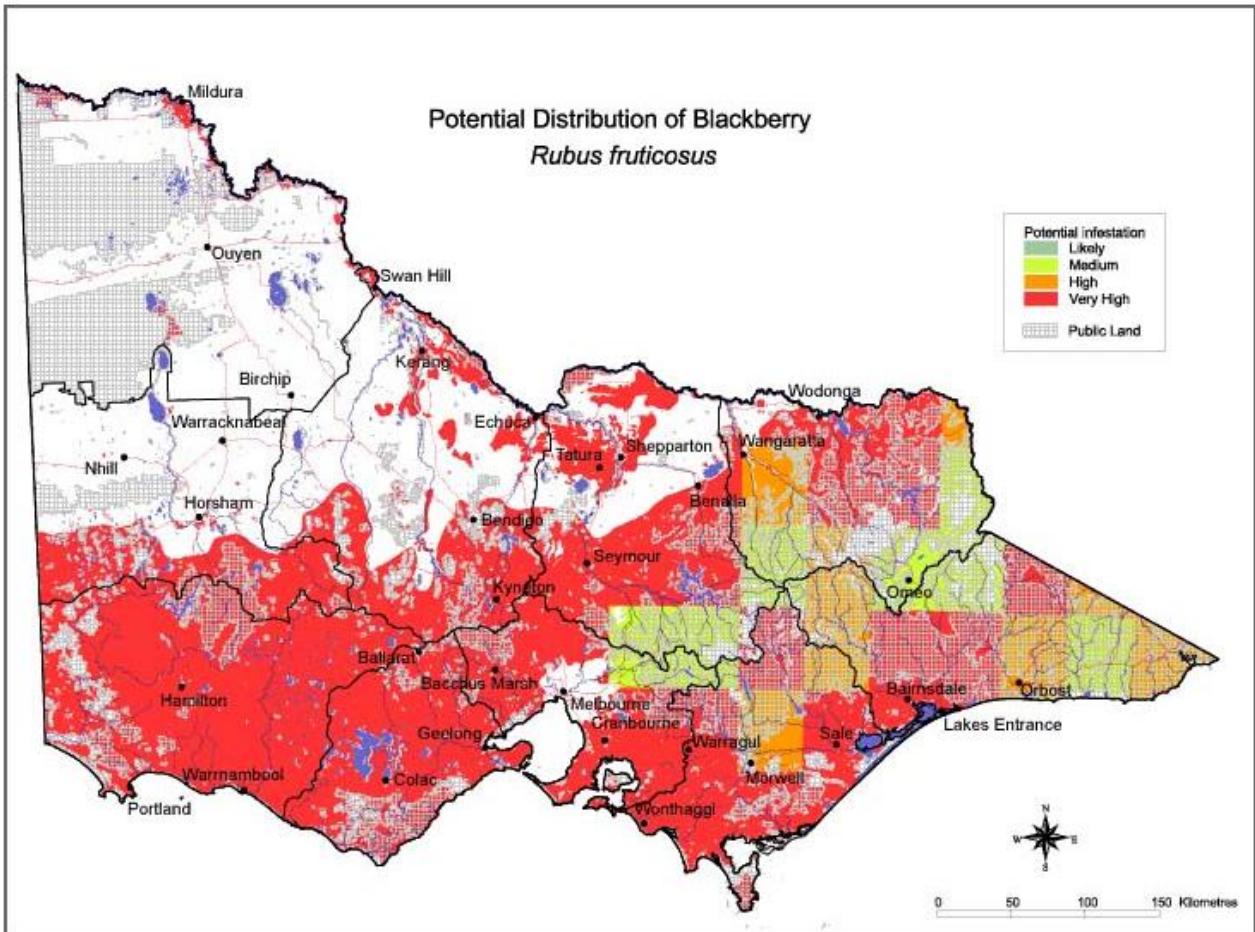 Mildura
Potential Distribution of Blackberry
Rubus fruticosus
Potential infestation
Likely
Medium
High
Very High
Public Land
Ouyen
Swan Hill
Kerang
Birchip
Wodonga
Warracknabeal
Echuca
Shepparton
Wangaratta
Nhill
Tatura
Benalla
Horsham
Bendigo
Seymour
Omeo
Kyneton
Ballarat
Bacchus Marsh
Hamilton
Melbourne
Bairnsdale
Orbost
Geelong
Cranbourne
Lakes Entrance
Warragul
Sale
Warrnambool
Colac
Morwell
Portland
Wonthaggi
N
W E
S
0 50 100 150 Kilometres